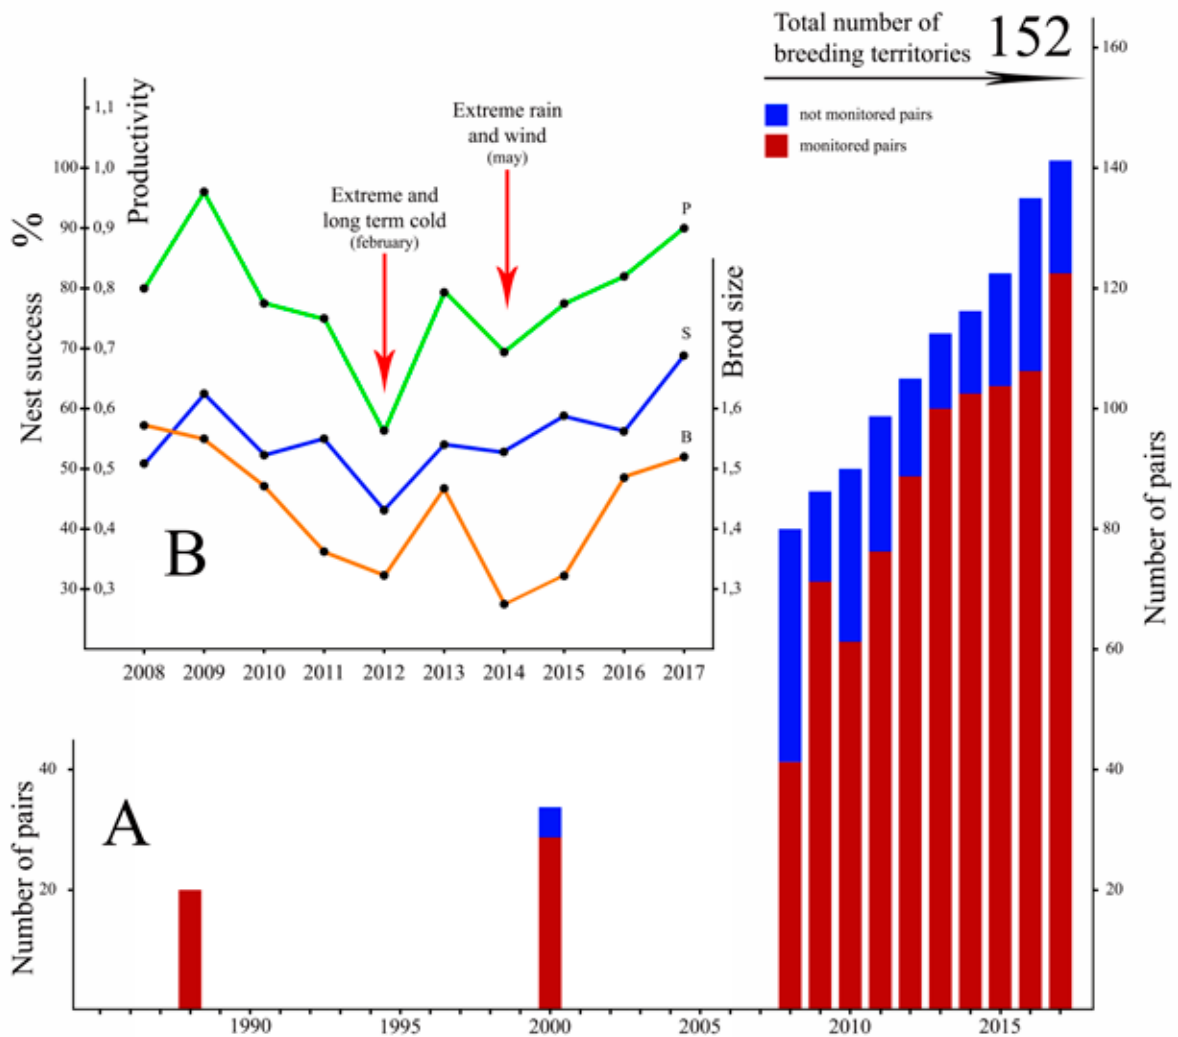 Total number of
breeding territories
152
not monitored pairs
monitored pairs
160
140
120
100
80
60
40
20
Number of pairs
Productivity
1,1
1,0
0,9
0,8
0,7
0,6
0,5
0,4
0,3
%
Nest success
100
90
80
70
60
50
40
30
Extreme rain
and wind
(may)
Extreme and
long term cold
(february)
P
S
B
Brod size
1,6
1,5
1,4
1,3
B
2008 2009 2010 2011 2012 2013 2014 2015 2016 2017
A
Number of pairs
40
20
1990 1995 2000 2005 2010 2015